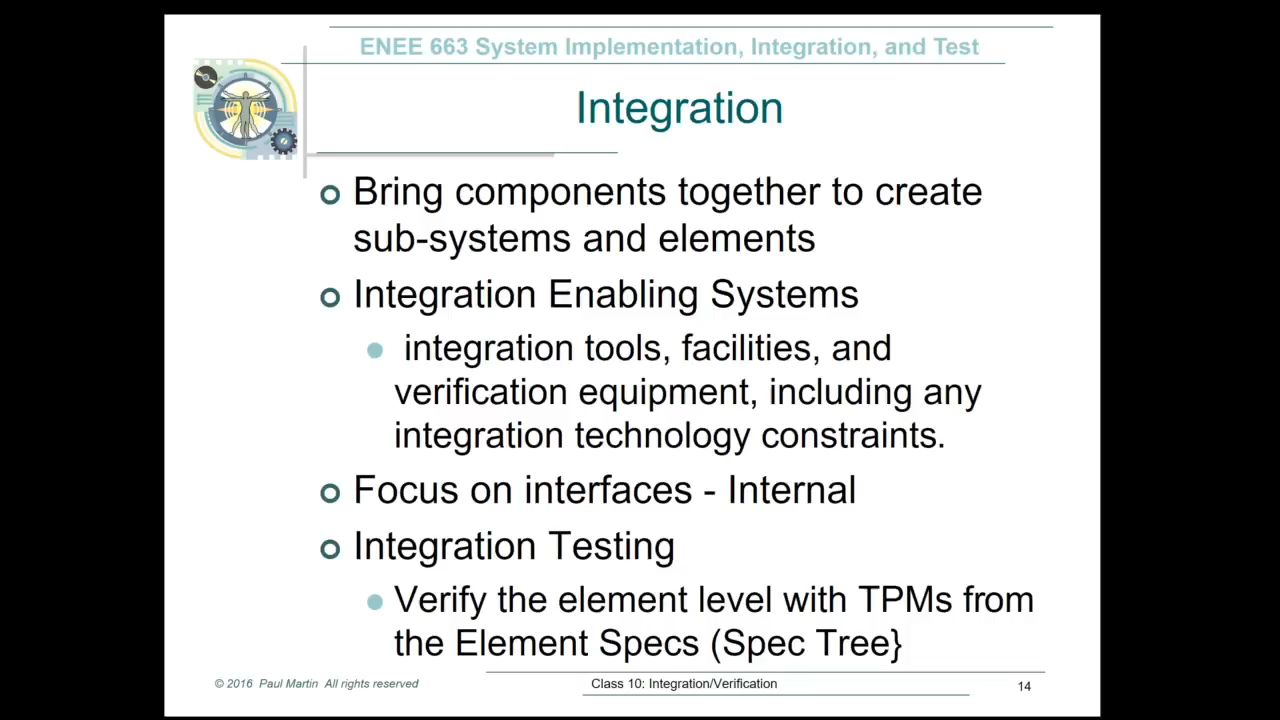 ENEE 663 System Implementation, Integration, and Test
Integration
Bring components together to create
sub-systems and elements
Integration Enabling Systems
integration tools, facilities, and
verification equipment, including any
integration technology constraints.
Focus on interfaces - Internal
Integration Testing
Verify the element level with TPMs from
the Element Specs (Spec Tree}
© 2016 Paul Martin All rights reserved
Class 10: Integration/Verification
14